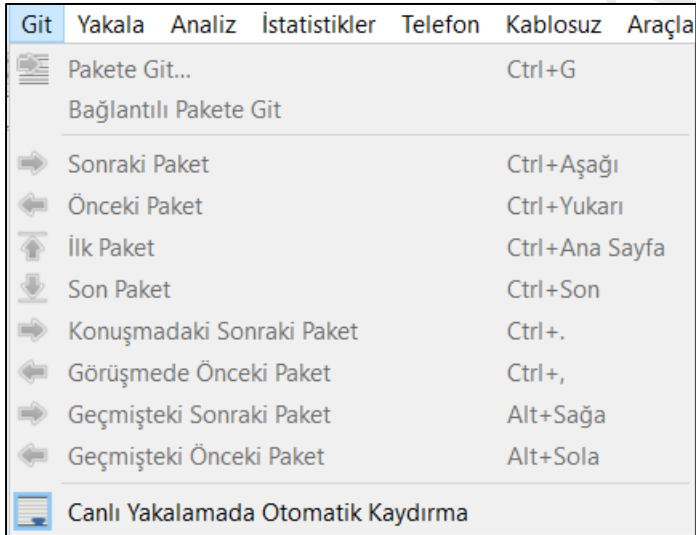 Git Yakala Analiz İstatistikler Telefon Kablosuz Araçla
Pakete Git... Ctrl+G
Bağlantılı Pakete Git
Sonraki Paket Ctrl+Aşağı
Önceki Paket Ctrl+Yukarı
İlk Paket Ctrl+Ana Sayfa
Son Paket Ctrl+Son
Konuşmadaki Sonraki Paket Ctrl+.
Görüşmede Önceki Paket Ctrl+,
Geçmişteki Sonraki Paket Alt+Sağa
Geçmişteki Önceki Paket Alt+Sola
Canlı Yakalamada Otomatik Kaydırma